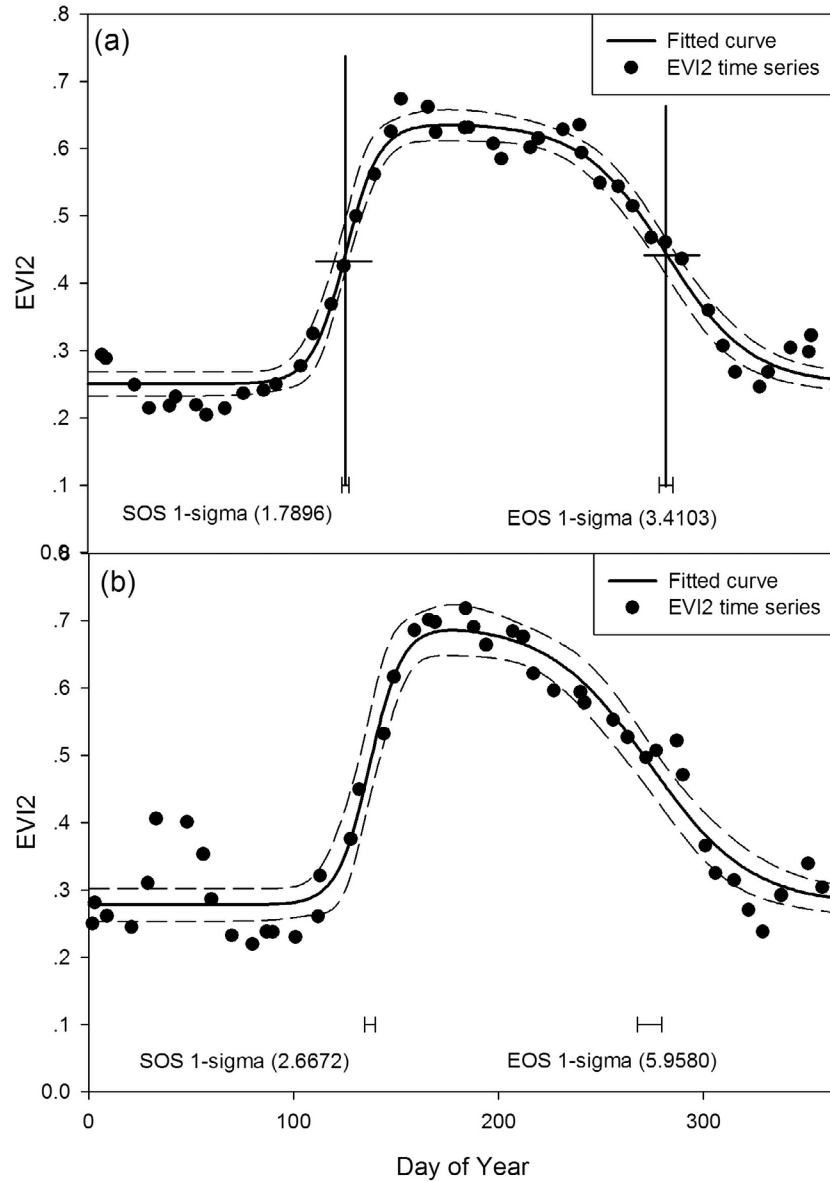 .8
(a)
Fitted curve
EVI2 time series
.7
.6
.5
.4
.3
.2
.1
EVI2
SOS 1-sigma (1.7896)
EOS 1-sigma (3.4103)
(b)
Fitted curve
EVI2 time series
.7
.6
.5
.4
.3
.2
.1
0.0
EVI2
SOS 1-sigma (2.6672)
EOS 1-sigma (5.9580)
0
100
200
300
Day of Year